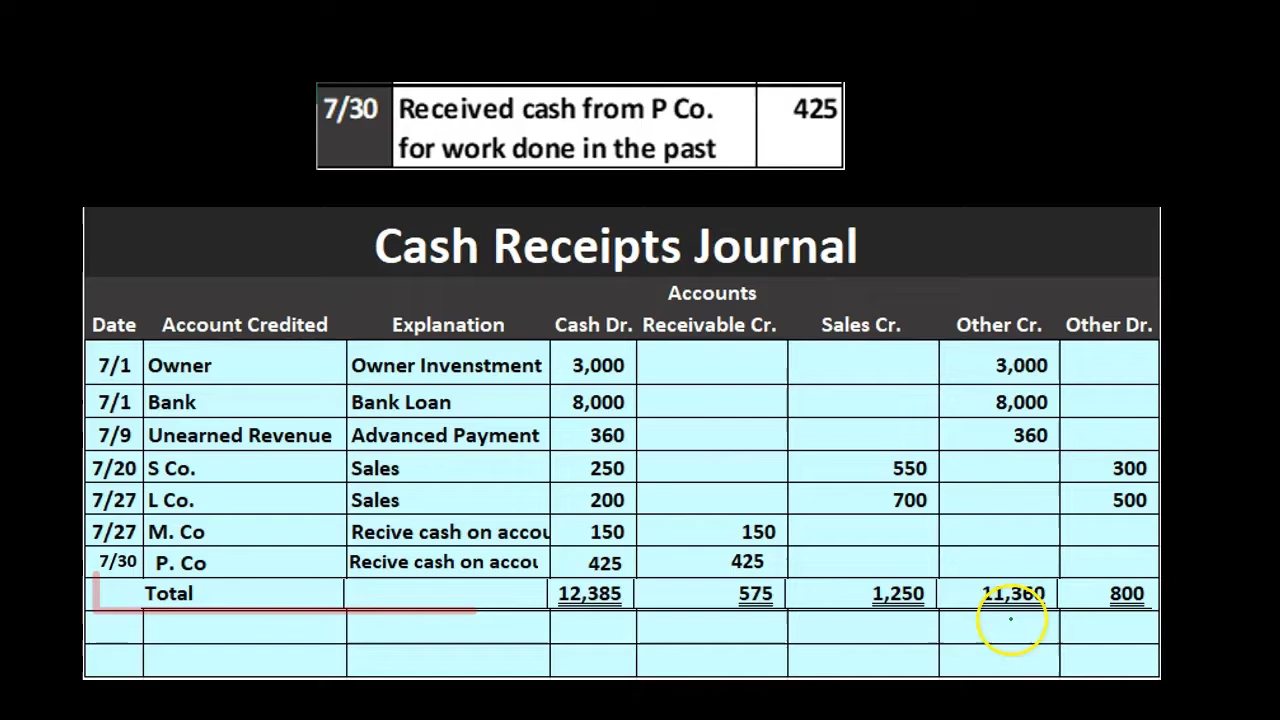 7/30 Received cash from P Co. 425
for work done in the past
Cash Receipts Journal
Accounts
Date Account Credited Explanation Cash Dr. Receivable Cr. Sales Cr. Other Cr. Other Dr.
7/1 Owner Owner Invenstment 3,000 3,000
7/1 Bank Bank Loan 8,000 8,000
7/9 Unearned Revenue Advanced Payment 360 360
7/20 S Co. Sales 250 550 300
7/27 L Co. Sales 200 700 500
7/27 M. Co Recive cash on accou 150 150
7/30 P. Co Recive cash on accou 425 425
Total 12,385 575 1,250 11,360 800